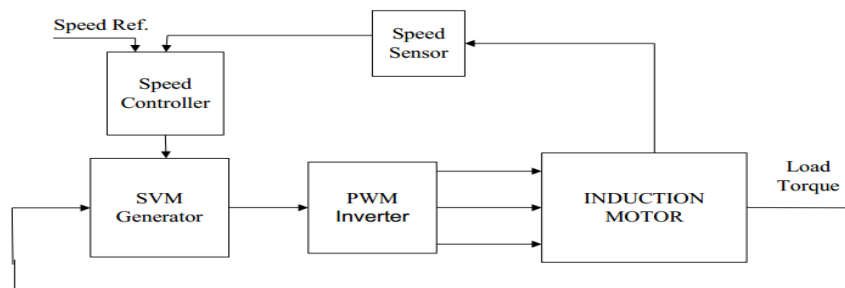 Speed Ref.
Speed
Sensor
Speed
Controller
SVM
Generator
PWM
Inverter
INDUCTION
MOTOR
Load
Torque